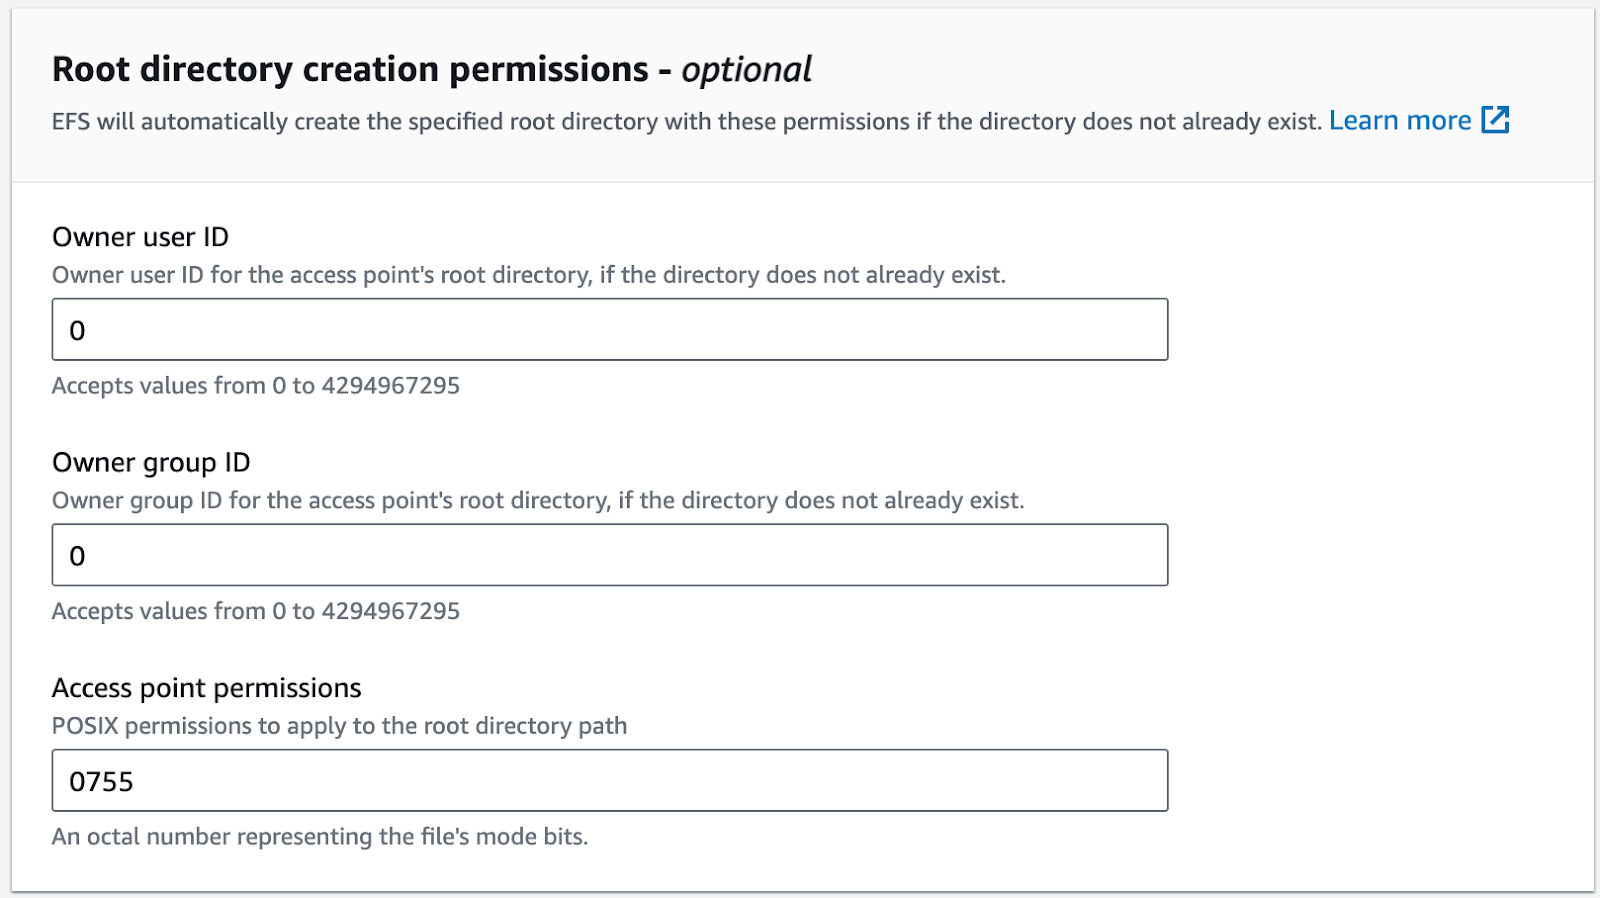 Root directory creation permissions - optional
EFS will automatically create the specified root directory with these permissions if the directory does not already exist. Learn more
Owner user ID
Owner user ID for the access point's root directory, if the directory does not already exist.
0
Accepts values from 0 to 4294967295
Owner group ID
Owner group ID for the access point's root directory, if the directory does not already exist.
0
Accepts values from 0 to 4294967295
Access point permissions
POSIX permissions to apply to the root directory path
0755
An octal number representing the file's mode bits.